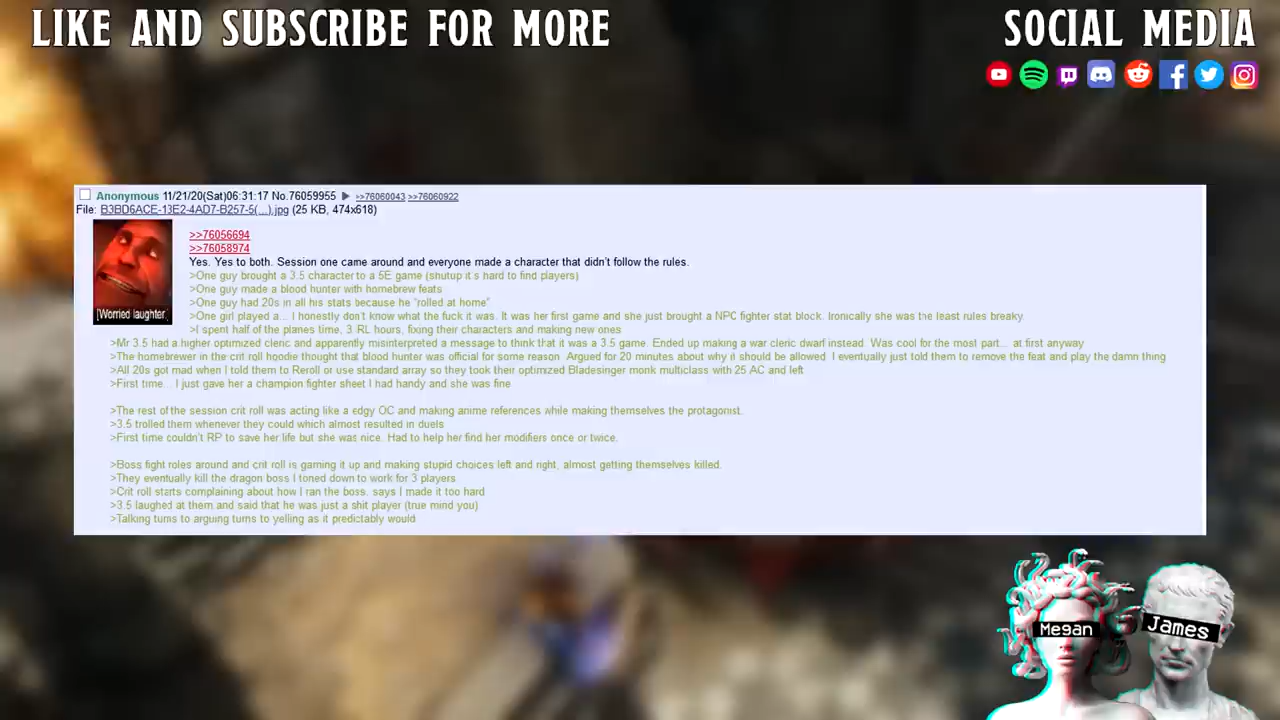 LIKE AND SUBSCRIBE FOR MORE
SOCIAL MEDIA
Anonymous 11/21/20(Sat)06:31:17 No.76059955 ▶ >>76060043 >>76060922
File: B3BD6ACE-13E2-4AD7-B257-5(...).jpg (25 KB, 474x618)
[Worried laughter]
>>76056694
>>76058974
Yes. Yes to both. Session one came around and everyone made a character that didn't follow the rules.
>One guy brought a 3.5 character to a 5E game (shutup it's hard to find players)
>One guy made a blood hunter with homebrew feats
>One guy had 20s in all his stats because he "rolled at home"
>One girl played a... I honestly don't know what the fuck it was. It was her first game and she just brought a NPC fighter stat block. Ironically she was the least rules breaky.
>I spent half of the planes time, 3 RL hours, fixing their characters and making new ones
>Mr 3.5 had a higher optimized cleric and apparently misinterpreted a message to think that it was a 3.5 game. Ended up making a war cleric dwarf instead. Was cool for the most part... at first anyway
>The homebrewer in the crit roll hoodie thought that blood hunter was official for some reason. Argued for 20 minutes about why it should be allowed. I eventually just told them to remove the feat and play the damn thing
>All 20s got mad when I told them to Reroll or use standard array so they took their optimized Bladesinger monk multiclass with 25 AC and left
>First time... I just gave her a champion fighter sheet I had handy and she was fine
>The rest of the session crit roll was acting like a edgy OC and making anime references while making themselves the protagonist.
>3.5 trolled them whenever they could which almost resulted in duels
>First time couldn't RP to save her life but she was nice. Had to help her find her modifiers once or twice.
>Boss fight roles around and crit roll is gaming it up and making stupid choices left and right, almost getting themselves killed.
>They eventually kill the dragon boss I toned down to work for 3 players
>Crit roll starts complaining about how I ran the boss. says I made it too hard
>3.5 laughed at them and said that he was just a shit player (true mind you)
>Talking turns to arguing turns to yelling as it predictably would
Megan
James